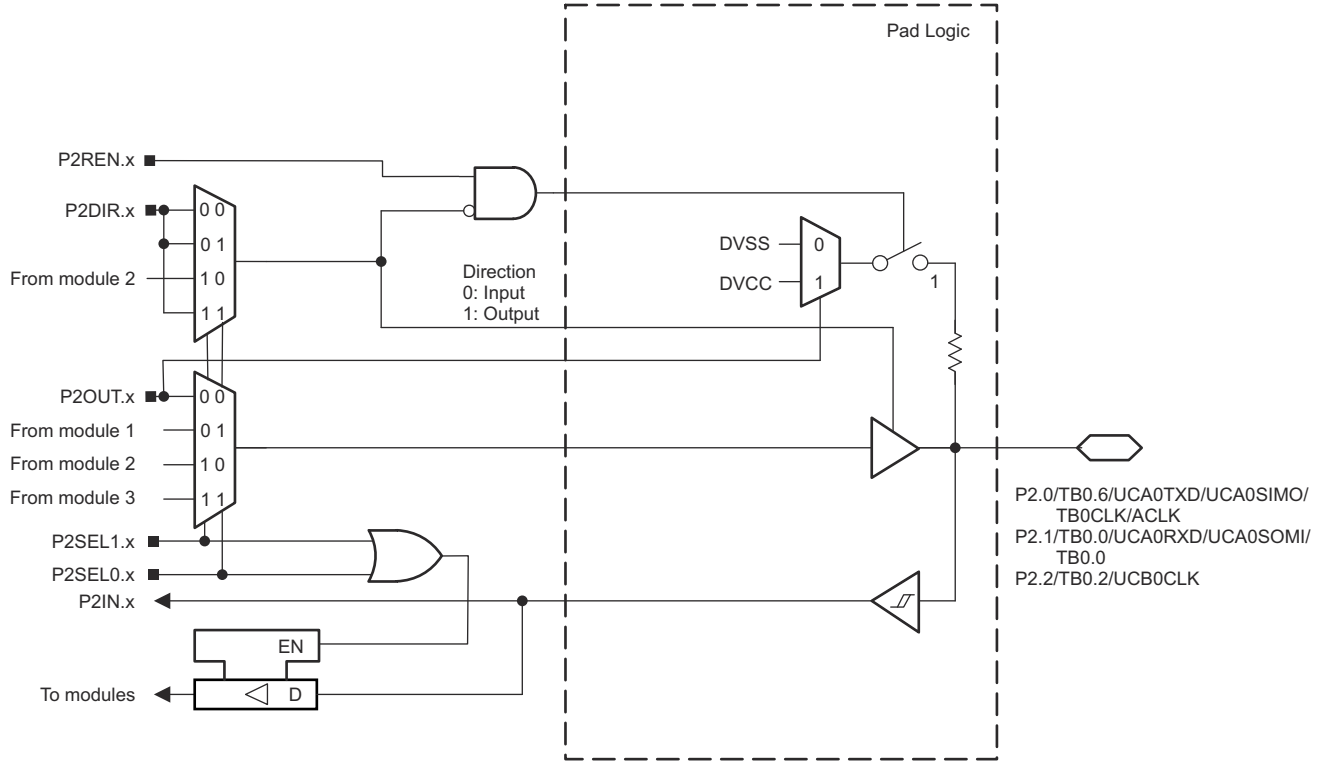 Pad Logic
P2REN.x
P2DIR.x
0 0
0 1
From module 2
1 0
1 1
Direction
0: Input
1: Output
DVSS
0
DVCC
1
1
P2OUT.x
0 0
From module 1
0 1
From module 2
1 0
From module 3
1 1
P2SEL1.x
P2SEL0.x
P2IN.x
EN
To modules
D
P2.0/TB0.6/UCA0TXD/UCA0SIMO/
TB0CLK/ACLK
P2.1/TB0.0/UCA0RXD/UCA0SOMI/
TB0.0
P2.2/TB0.2/UCB0CLK